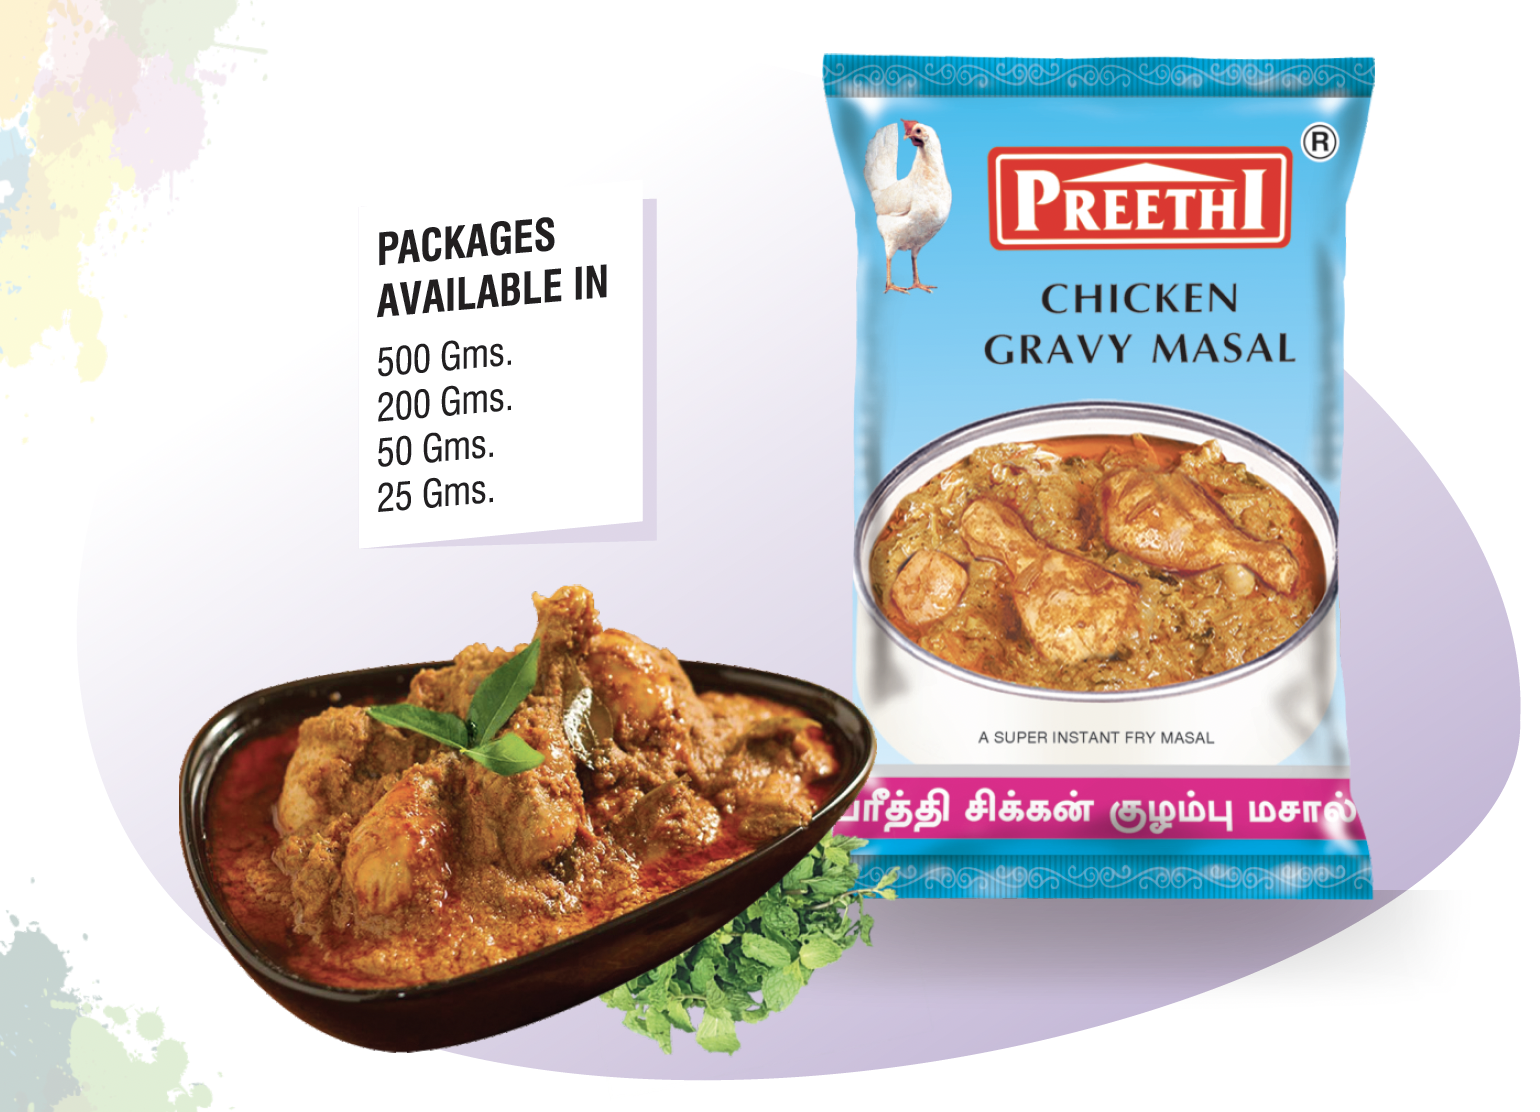 PACKAGES
AVAILABLE IN
500 Gms.
200 Gms.
50 Gms.
25 Gms.
®
PREETHI
CHICKEN
GRAVY MASAL
A SUPER INSTANT FRY MASAL
பரீத்தி சிக்கன் குழம்பு மசால்